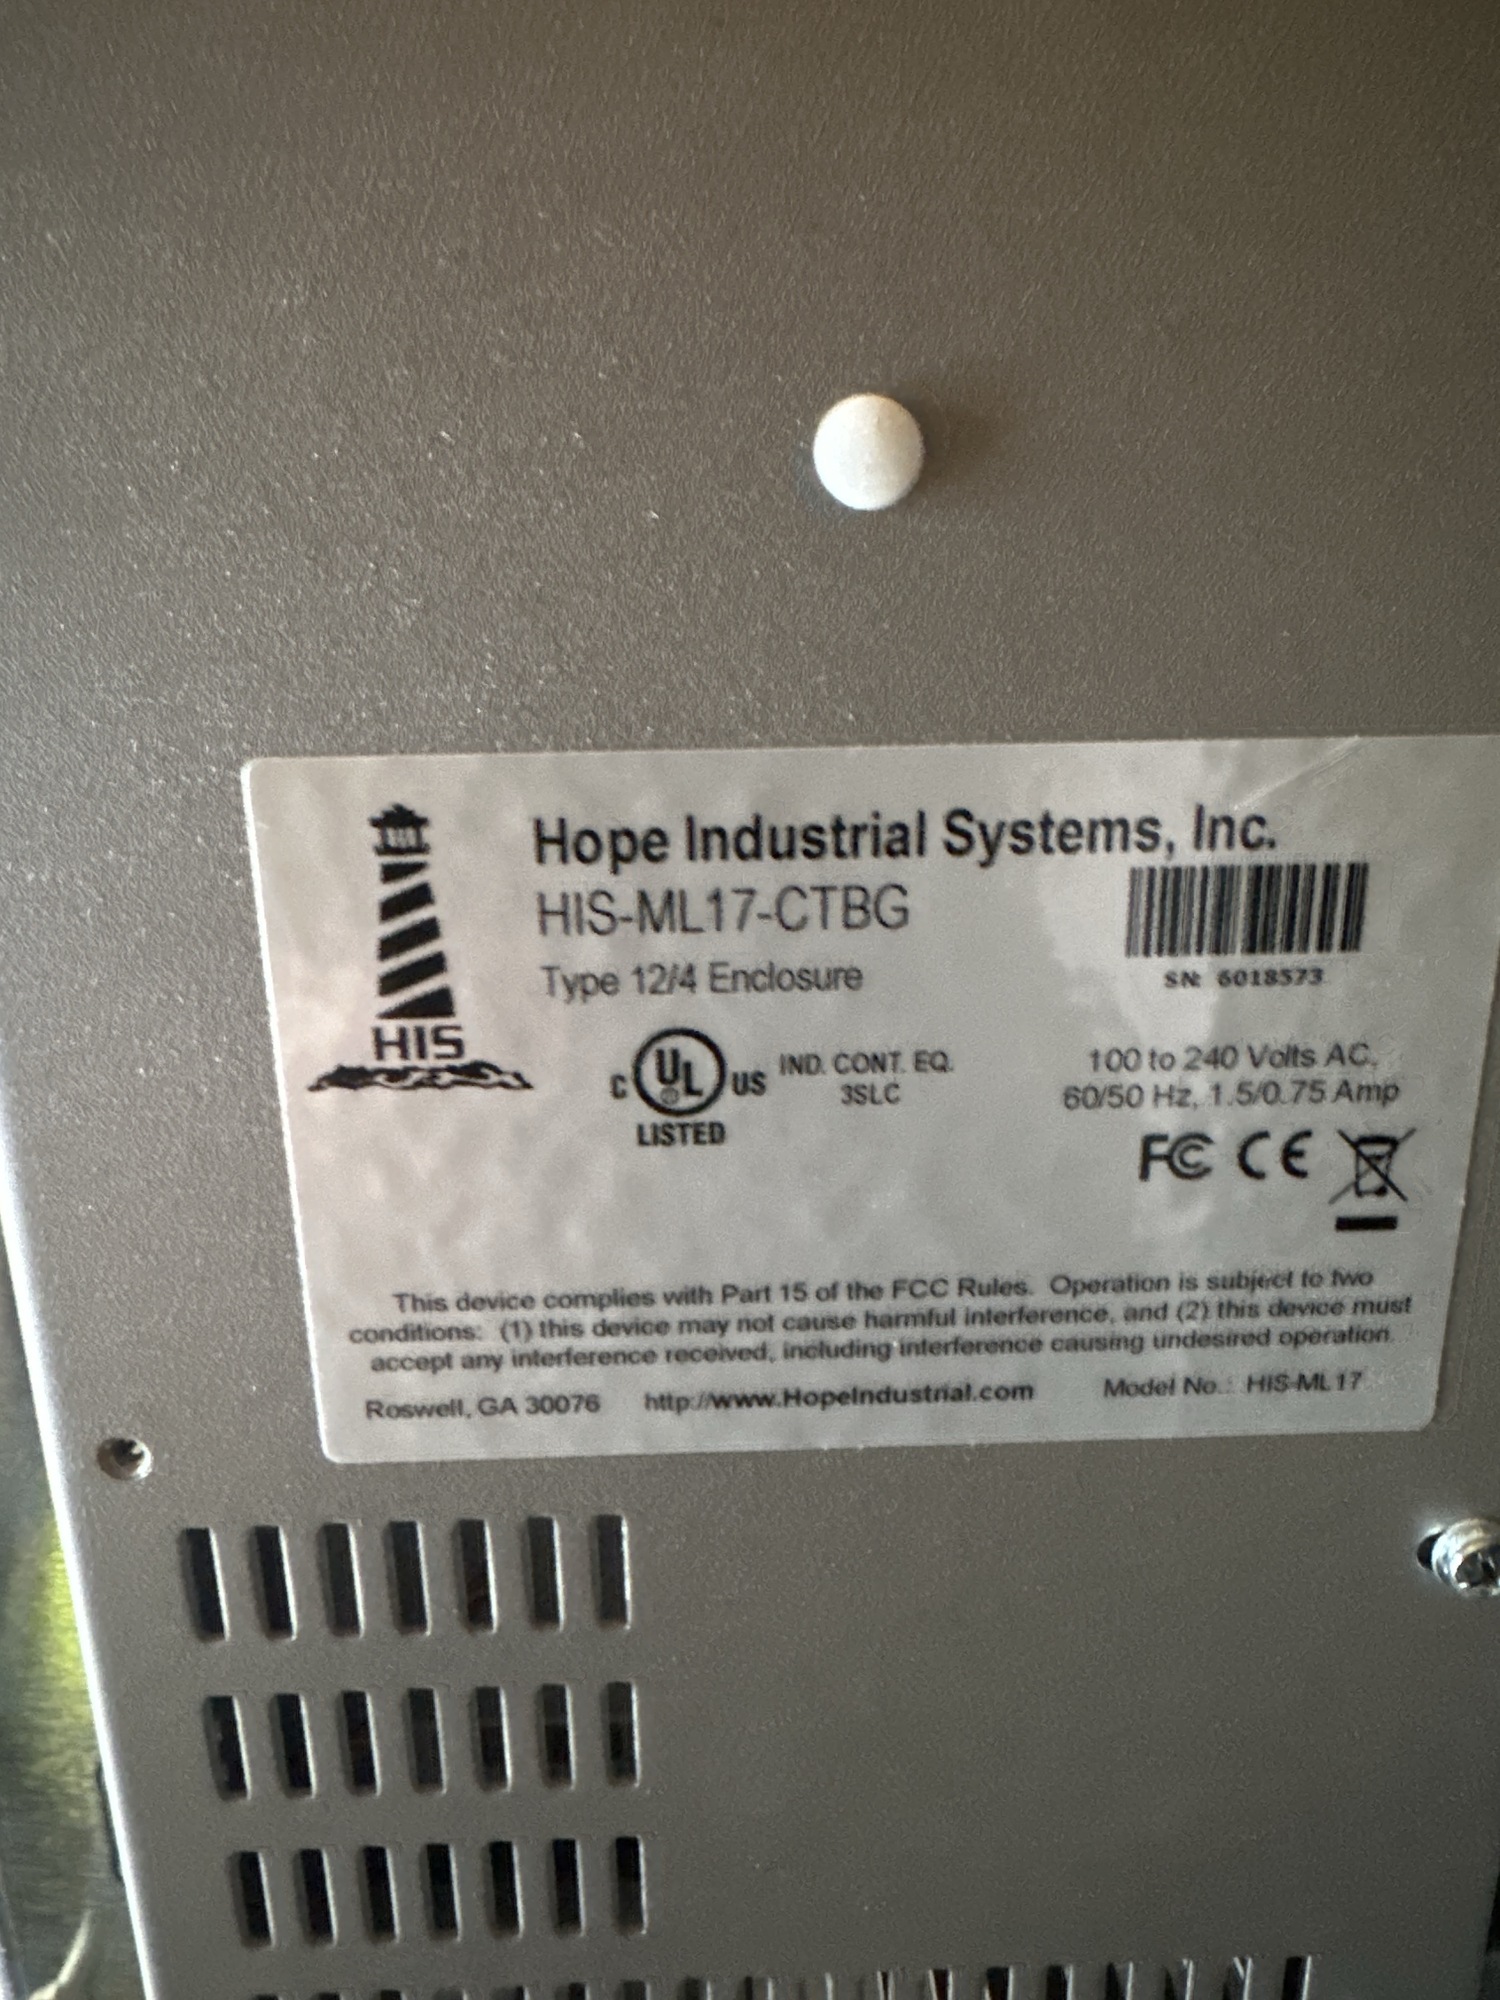 Hope Industrial Systems, Inc.
HIS-ML17-CTBG
Type 12/4 Enclosure
SN: 6018573
HIS
C UL ® US
LISTED
IND. CONT. EQ.
3SLC
100 to 240 Volts AC,
60/50 Hz, 1.5/0.75 Amp
FC CE
This device complies with Part 15 of the FCC Rules. Operation is subject to two
conditions: (1) this device may not cause harmful interference, and (2) this device must
accept any interference received, including interference causing undesired operation.
Roswell, GA 30076 http://www.HopeIndustrial.com Model No.: HIS-ML17